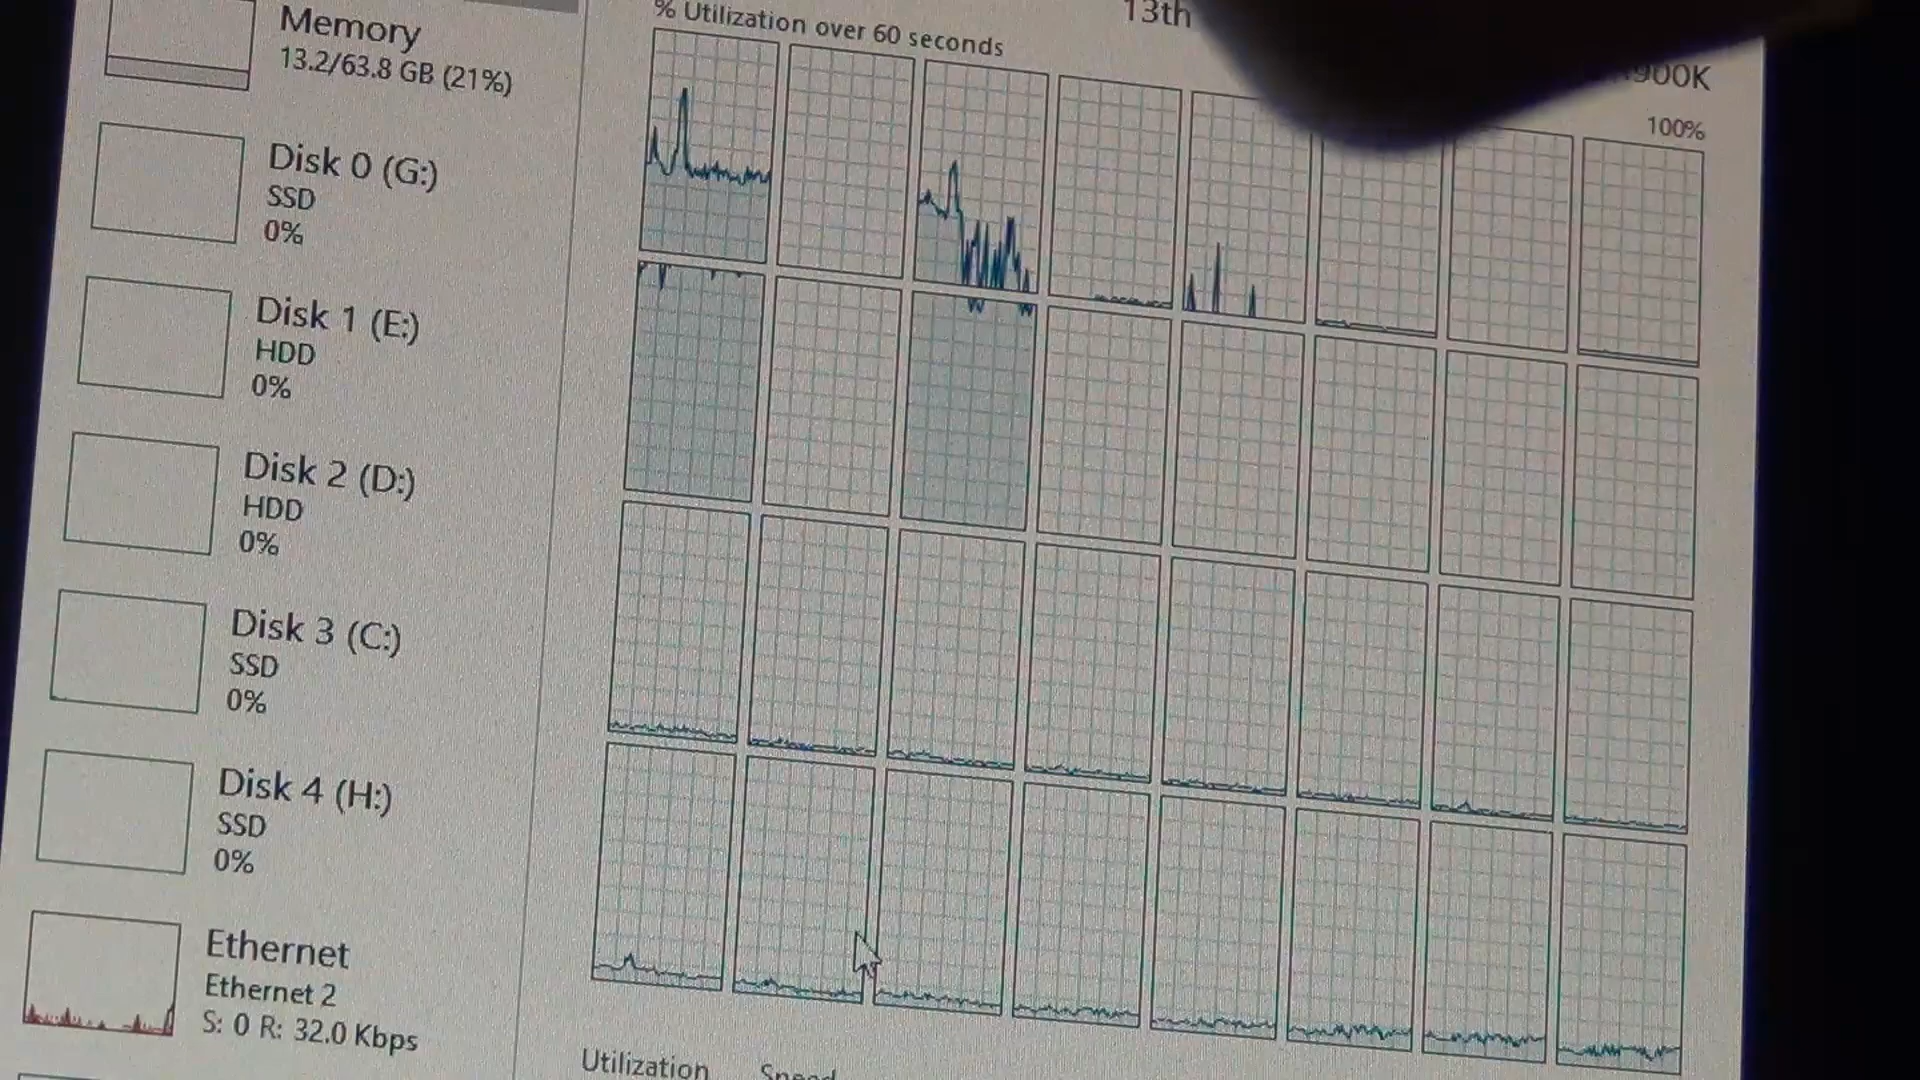 Memory
13.2/63.8 GB (21%)
Disk 0 (G:)
SSD
0%
Disk 1 (E:)
HDD
0%
Disk 2 (D:)
HDD
0%
Disk 3 (C:)
SSD
0%
Disk 4 (H:)
SSD
0%
Ethernet
Ethernet 2
S: 0 R: 32.0 Kbps
13th
900K
% Utilization over 60 seconds
100%
Utilization
Speed